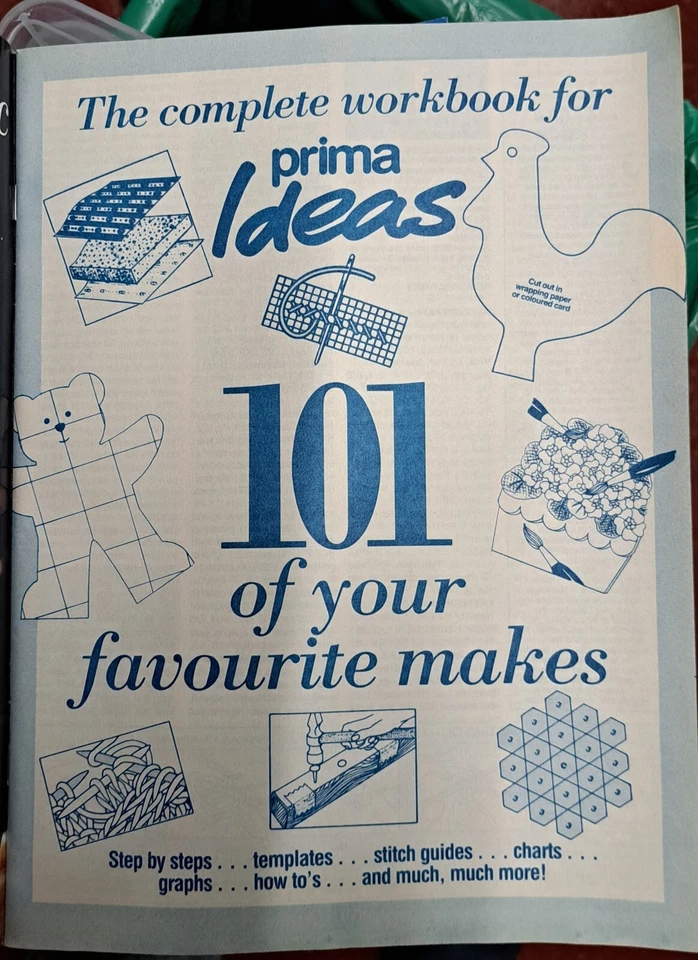 The complete workbook for
prima
Ideas
Cut out in
wrapping paper
or coloured card
101
of your
favourite makes
Step by steps . . . templates . . . stitch guides . . . charts . . .
graphs . . . how to's . . . and much, much more!